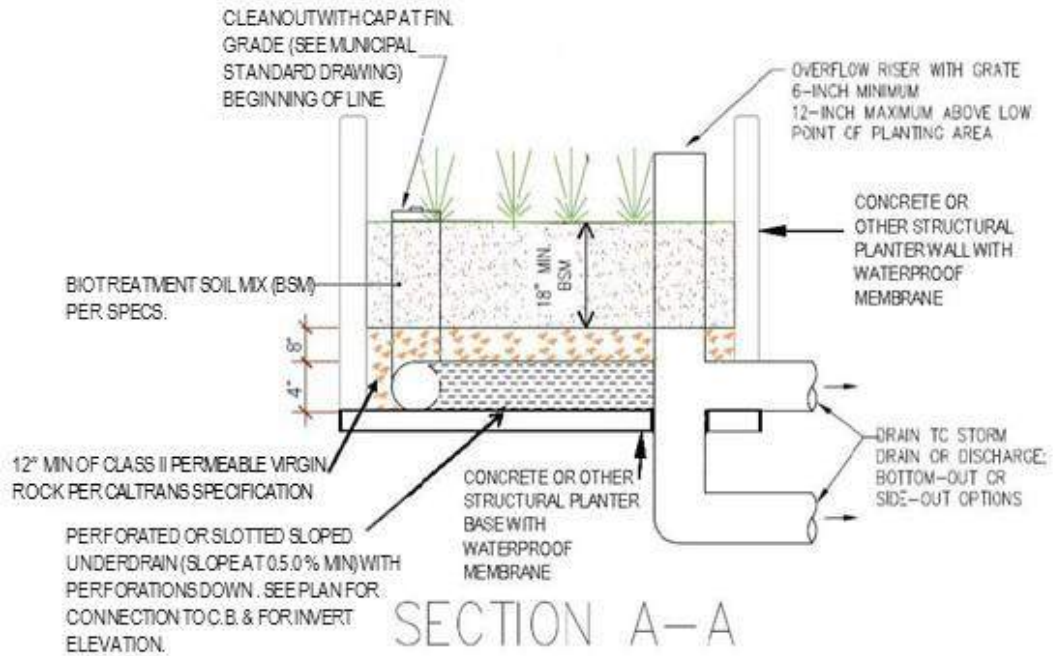 CLEANOUT WITH CAP AT FIN.
GRADE (SEE MUNICIPAL
STANDARD DRAWING)
BEGINNING OF LINE.
OVERFLOW RISER WITH GRATE
6-INCH MINIMUM
12-INCH MAXIMUM ABOVE LOW
POINT OF PLANTING AREA
CONCRETE OR
OTHER STRUCTURAL
PLANTER WALL WITH
WATERPROOF
MEMBRANE
18" MIN.
BSM
BIOTREATMENT SOIL MIX (BSM)
PER SPECS.
8"
4"
12" MIN OF CLASS II PERMEABLE VIRGIN
ROCK PER CALTRANS SPECIFICATION
PERFORATED OR SLOTTED SLOPED
UNDERDRAIN (SLOPE AT 0.5.0% MIN) WITH
PERFORATIONS DOWN . SEE PLAN FOR
CONNECTION TO C.B. & FOR INVERT
ELEVATION.
CONCRETE OR OTHER
STRUCTURAL PLANTER
BASE WITH
WATERPROOF
MEMBRANE
DRAIN TO STORM
DRAIN OR DISCHARGE;
BOTTOM-OUT OR
SIDE-OUT OPTIONS
SECTION A-A